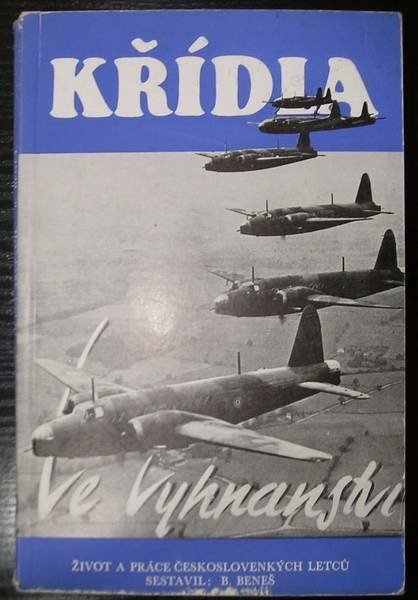 KŘÍDLA
Ve Vyhnanství
ŽIVOT A PRÁCE ČESKOSLOVENKÝCH LETCŮ
SESTAVIL: B. BENEŠ